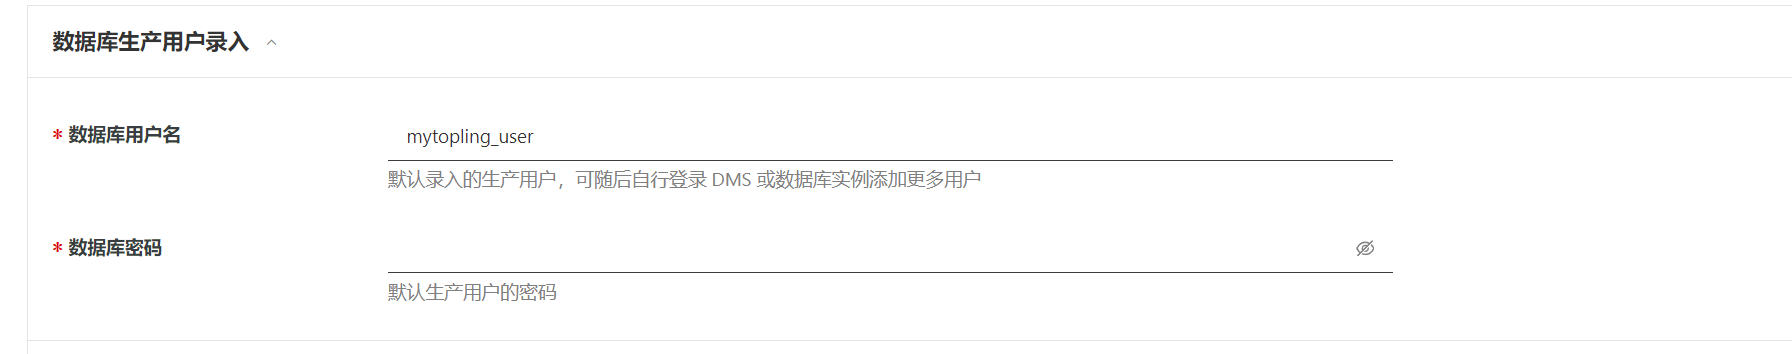 数据库生产用户录入
* 数据库用户名
mytopling_user
默认录入的生产用户，可随后自行登录 DMS 或数据库实例添加更多用户
* 数据库密码
默认生产用户的密码